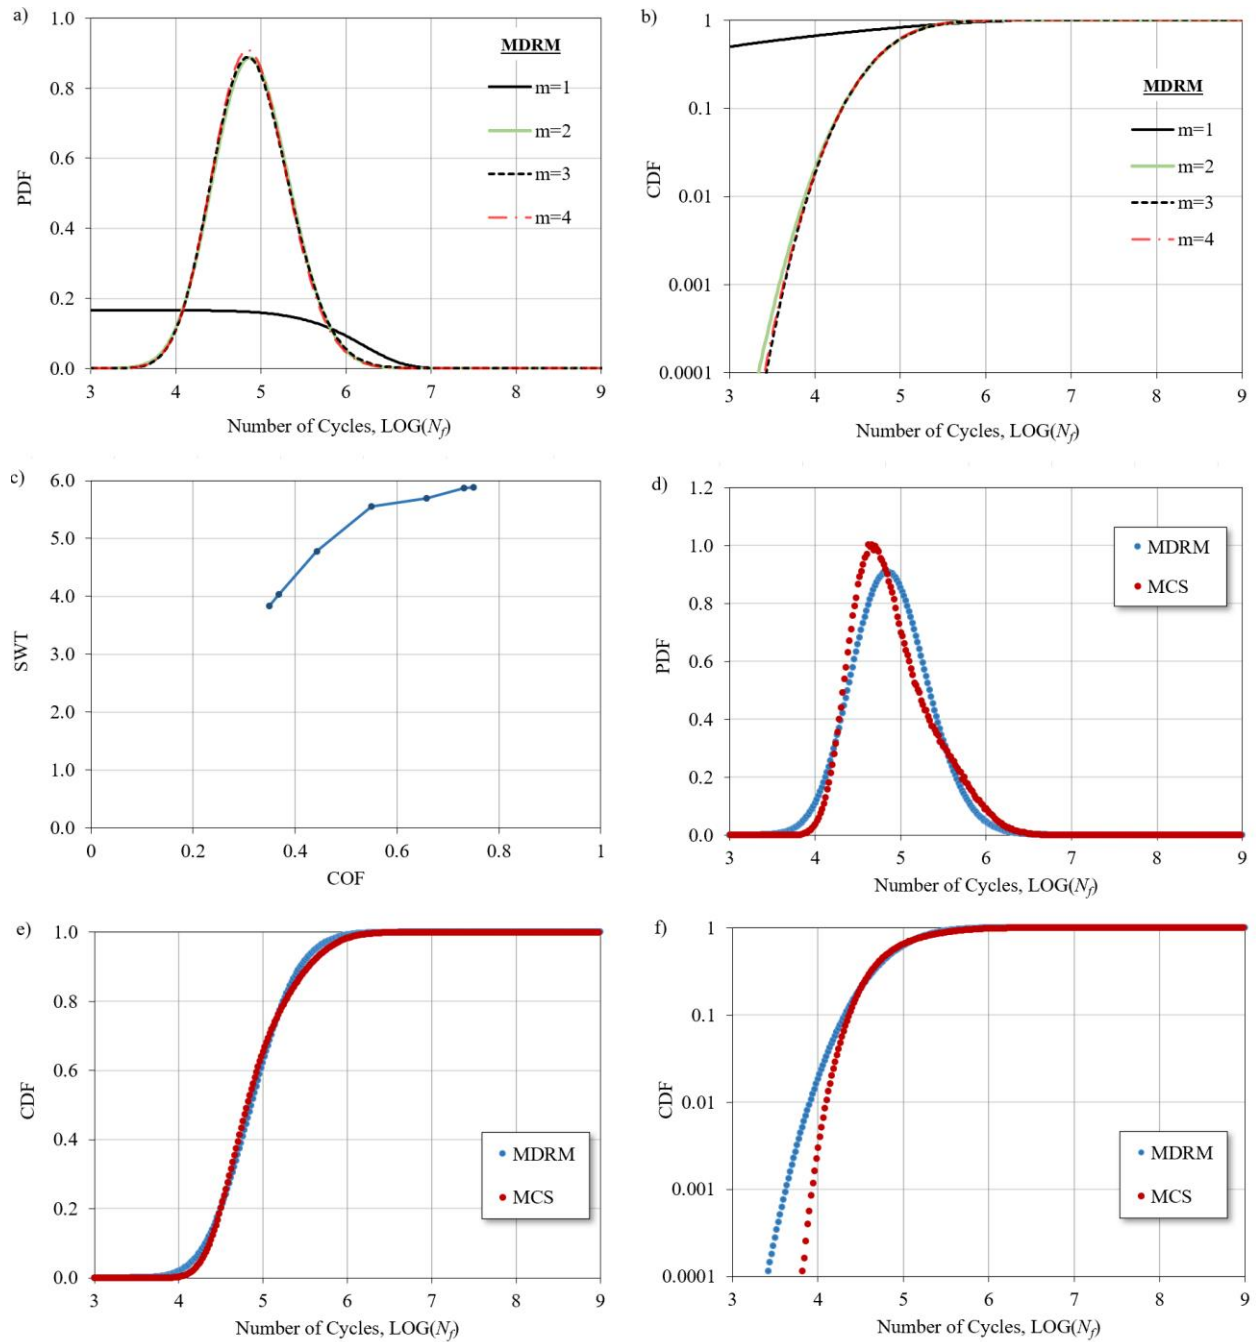 a)
1.0
0.8
0.6
0.4
0.2
0.0
PDF
MDRM
m=1
m=2
m=3
m=4
3 4 5 6 7 8 9
Number of Cycles, LOG(Nf)
b)
1
0.1
0.01
0.001
0.0001
CDF
MDRM
m=1
m=2
m=3
m=4
3 4 5 6 7 8 9
Number of Cycles, LOG(Nf)
c)
6.0
5.0
4.0
3.0
2.0
1.0
0.0
SWT
0 0.2 0.4 0.6 0.8 1
COF
d)
1.2
1.0
0.8
0.6
0.4
0.2
0.0
PDF
MDRM
MCS
3 4 5 6 7 8 9
Number of Cycles, LOG(Nf)
e)
1.0
0.8
0.6
0.4
0.2
0.0
CDF
MDRM
MCS
3 4 5 6 7 8 9
Number of Cycles, LOG(Nf)
f)
1
0.1
0.01
0.001
0.0001
CDF
MDRM
MCS
3 4 5 6 7 8 9
Number of Cycles, LOG(Nf)